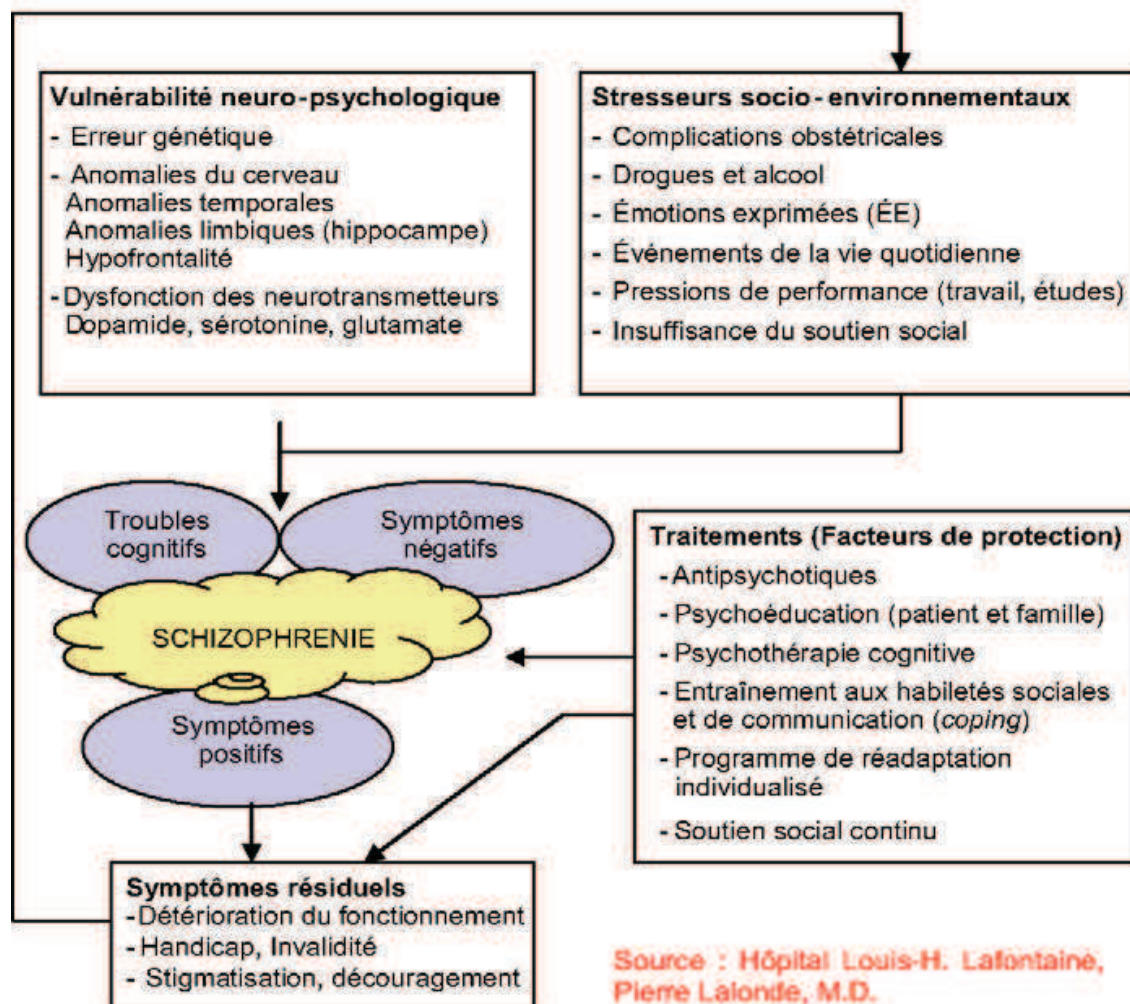 Vulnérabilité neuro-psychologique
- Erreur génétique
- Anomalies du cerveau
Anomalies temporales
Anomalies limbiques (hippocampe)
Hypofrontalité
-Dysfonction des neurotransmetteurs
Dopamide, sérotonine, glutamate
Stresseurs socio-environnementaux
- Complications obstétricales
- Drogues et alcool
- Émotions exprimées (ÉE)
- Événements de la vie quotidienne
- Pressions de performance (travail, études)
- Insuffisance du soutien social
Troubles
cognitifs
Symptômes
négatifs
SCHIZOPHRENIE
Symptômes
positifs
Traitements (Facteurs de protection)
- Antipsychotiques
- Psychoéducation (patient et famille)
- Psychothérapie cognitive
- Entraînement aux habiletés sociales
et de communication (coping)
- Programme de réadaptation
individualisé
- Soutien social continu
Symptômes résiduels
- Détérioration du fonctionnement
- Handicap, Invalidité
- Stigmatisation, découragement
Source : Hôpital Louis-H. Lafontaine,
Pierre Lalonde, M.D.